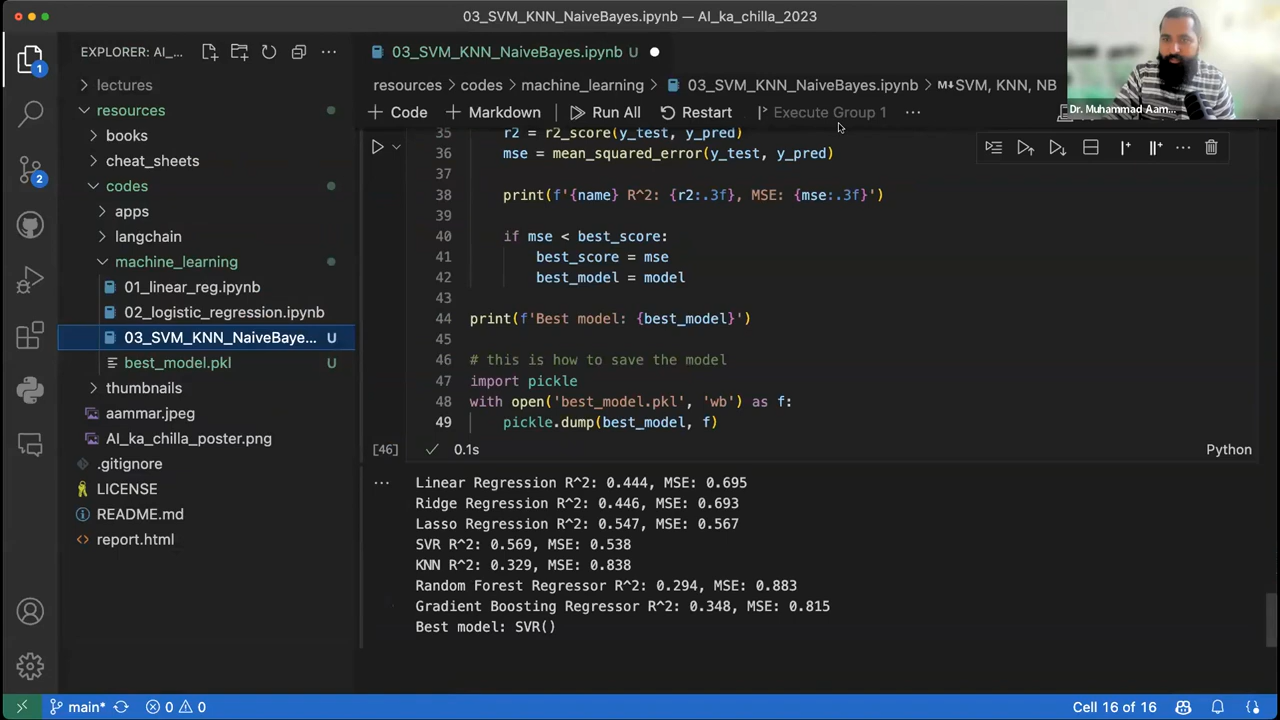 03_SVM_KNN_NaiveBayes.ipynb — AI_ka_chilla_2023
EXPLORER: AI_...
03_SVM_KNN_NaiveBayes.ipynb U
lectures
resources
books
cheat_sheets
codes
apps
langchain
machine_learning
01_linear_reg.ipynb
02_logistic_regression.ipynb
03_SVM_KNN_NaiveBaye... U
best_model.pkl U
thumbnails
aammar.jpeg
AI_ka_chilla_poster.png
.gitignore
LICENSE
README.md
report.html
1
2
resources > codes > machine_learning > 03_SVM_KNN_NaiveBayes.ipynb > SVM, KNN, NB
Code Markdown Run All Restart Execute Group 1 ...
Dr. Muhammad Aam...
35 r2 = r2_score(y_test, y_pred)
36 mse = mean_squared_error(y_test, y_pred)
37
38 print(f'{name} R^2: {r2:.3f}, MSE: {mse:.3f}')
39
40 if mse < best_score:
41 best_score = mse
42 best_model = model
43
44 print(f'Best model: {best_model}')
45
46 # this is how to save the model
47 import pickle
48 with open('best_model.pkl', 'wb') as f:
49 pickle.dump(best_model, f)
[46] 0.1s Python
Linear Regression R^2: 0.444, MSE: 0.695
Ridge Regression R^2: 0.446, MSE: 0.693
Lasso Regression R^2: 0.547, MSE: 0.567
SVR R^2: 0.569, MSE: 0.538
KNN R^2: 0.329, MSE: 0.838
Random Forest Regressor R^2: 0.294, MSE: 0.883
Gradient Boosting Regressor R^2: 0.348, MSE: 0.815
Best model: SVR()
main* 0 0 Cell 16 of 16